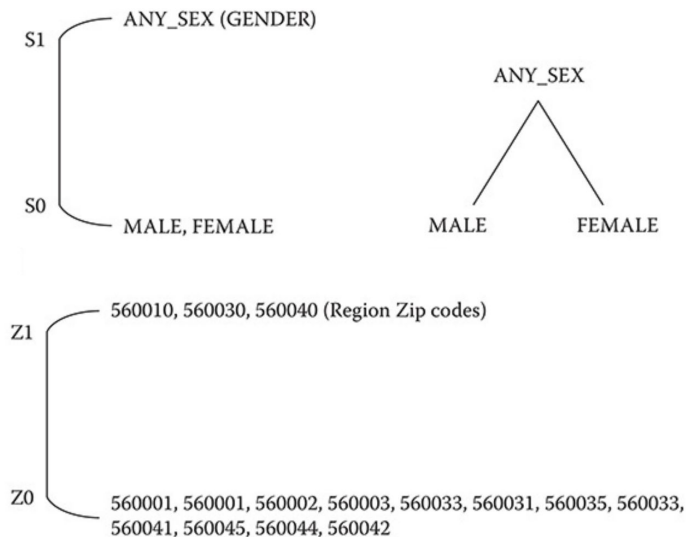 ANY_SEX (GENDER)
S1
ANY_SEX
S0
MALE, FEMALE
MALE
FEMALE
560010, 560030, 560040 (Region Zip codes)
Z1
Z0
560001, 560001, 560002, 560003, 560033, 560031, 560035, 560033,
560041, 560045, 560044, 560042